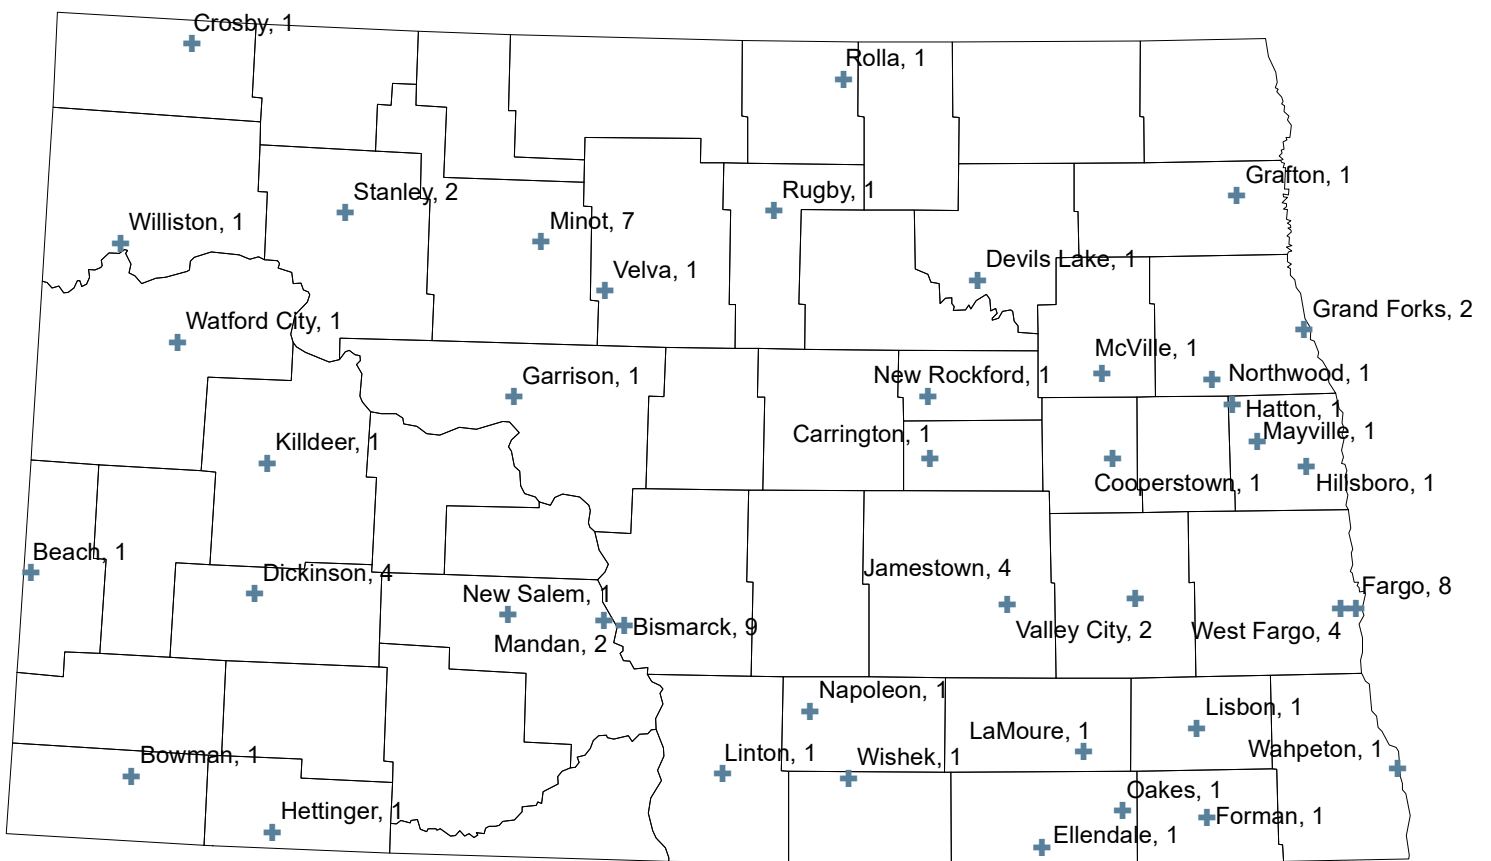 Crosby, 1
Rolla, 1
Grafton, 1
Stanley, 2
Rugby, 1
Williston, 1
Minot, 7
Devils Lake, 1
Velva, 1
Grand Forks, 2
Watford City, 1
McVille, 1
Garrison, 1
New Rockford, 1
Northwood, 1
Hatton, 1
Killdeer, 1
Carrington, 1
Mayville, 1
Cooperstown, 1
Hillsboro, 1
Beach, 1
Dickinson, 4
Jamestown, 4
Fargo, 8
New Salem, 1
Bismarck, 9
Valley City, 2
West Fargo, 4
Mandan, 2
Napoleon, 1
Lisbon, 1
LaMoure, 1
Bowman, 1
Linton, 1
Wishek, 1
Wahpeton, 1
Oakes, 1
Hettinger, 1
Forman, 1
Ellendale, 1